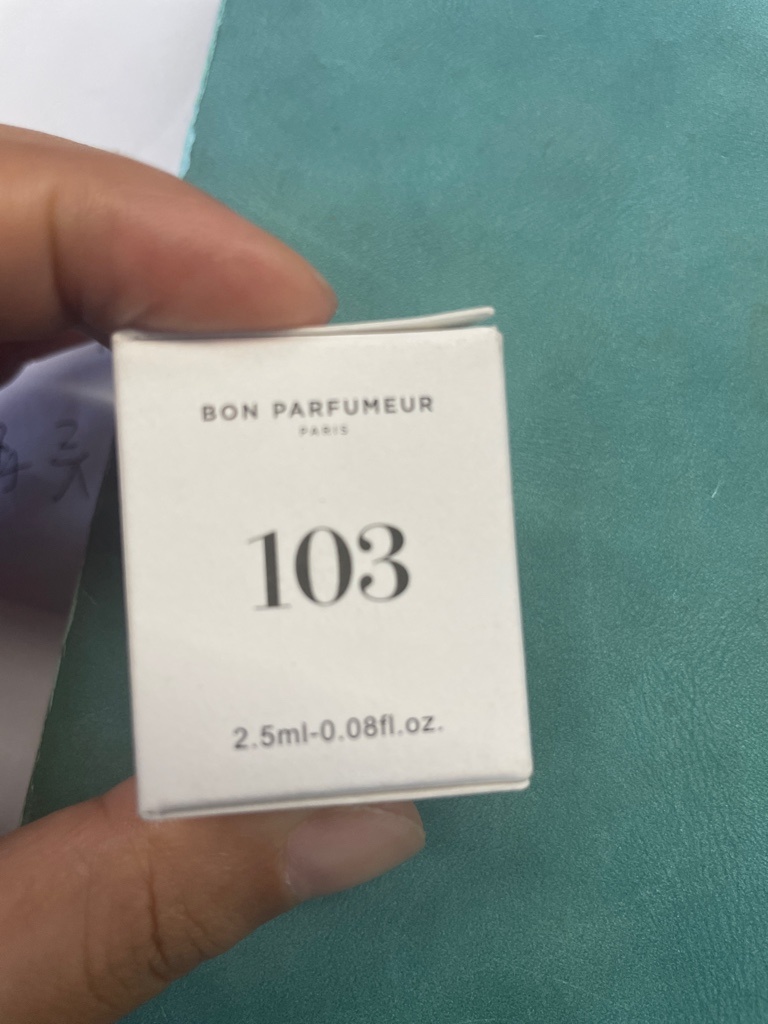 BON PARFUMEUR
PARIS
103
2.5ml-0.08fl.oz.